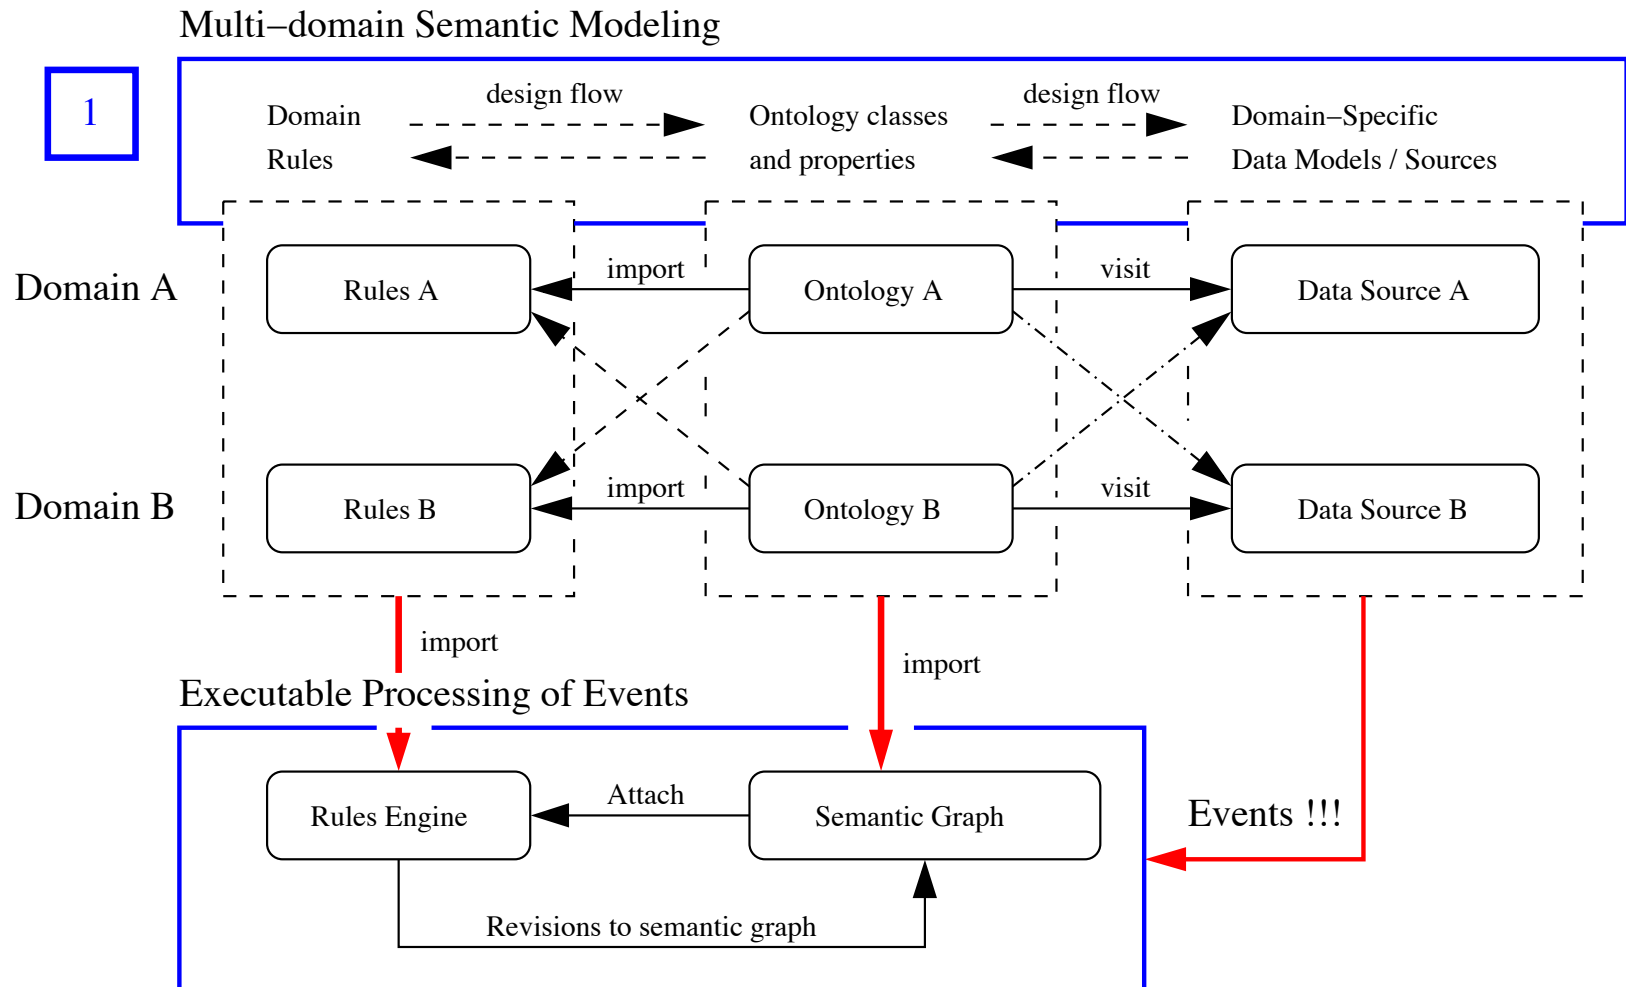 Multi–domain Semantic Modeling
1
design flow
design flow
Domain
Rules
Ontology classes
and properties
Domain–Specific
Data Models / Sources
Domain A
Rules A
import
Ontology A
visit
Data Source A
Domain B
Rules B
import
Ontology B
visit
Data Source B
import
import
Executable Processing of Events
Rules Engine
Attach
Semantic Graph
Events !!!
Revisions to semantic graph